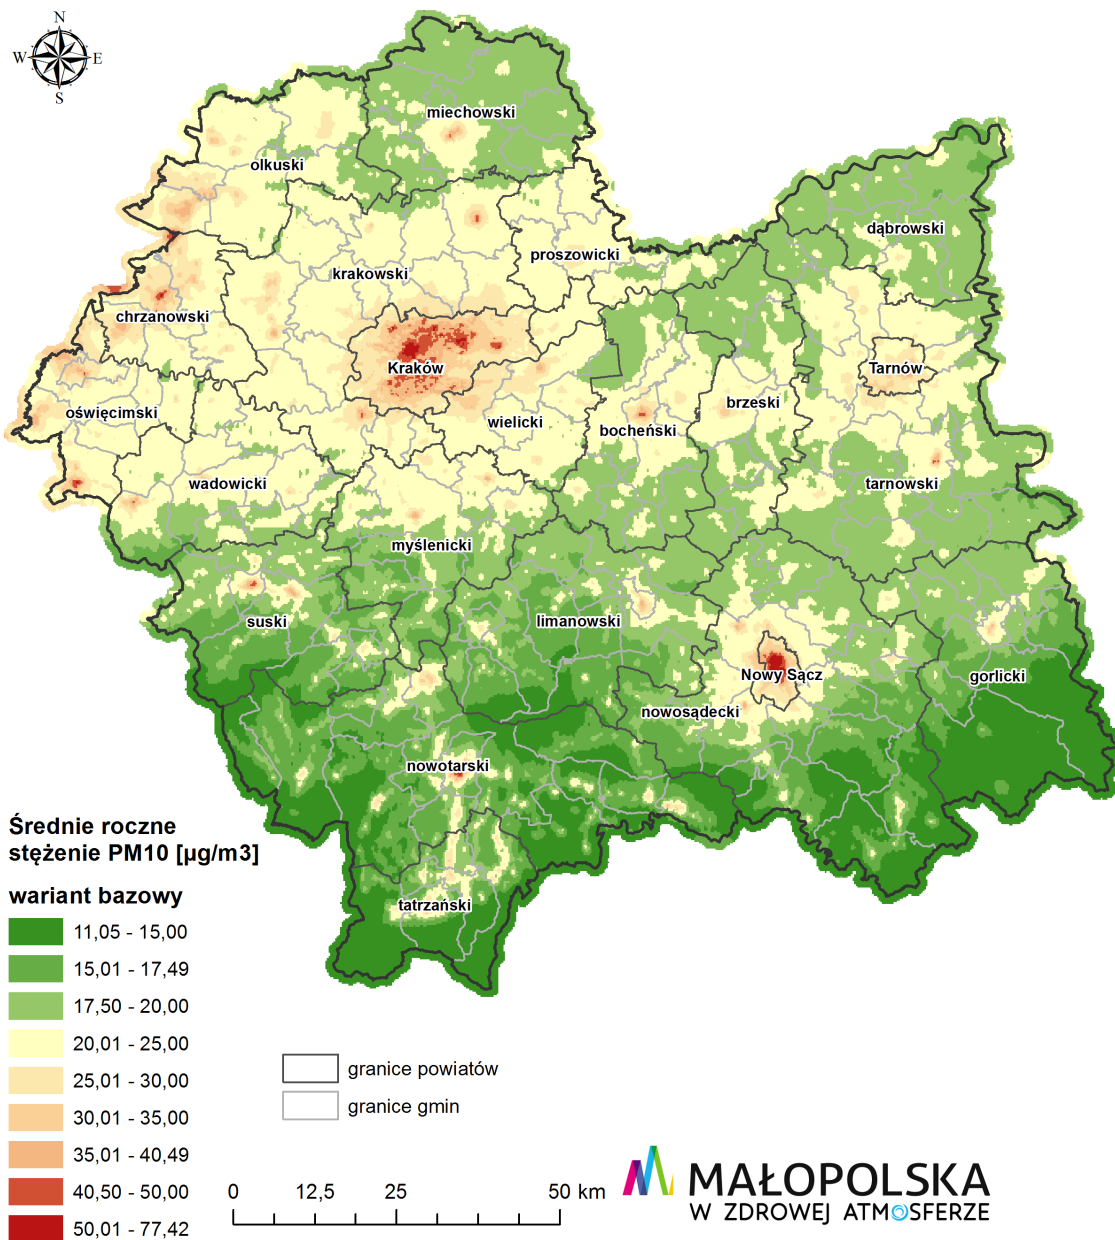 N
W E
S
miechowski
olkuski
dąbrowski
proszowicki
krakowski
chrzanowski
Kraków
Tarnów
oświęcimski
brzeski
wielicki
bocheński
wadowicki
tarnowski
myślenicki
suski
limanowski
Nowy Sącz
gorlicki
nowosądecki
nowotarski
tatrzański
Średnie roczne
stężenie PM10 [µg/m3]
wariant bazowy
11,05 - 15,00
15,01 - 17,49
17,50 - 20,00
20,01 - 25,00
25,01 - 30,00
30,01 - 35,00
35,01 - 40,49
40,50 - 50,00
50,01 - 77,42
granice powiatów
granice gmin
0 12,5 25 50 km
MAŁOPOLSKA
W ZDROWEJ ATMOSFERZE